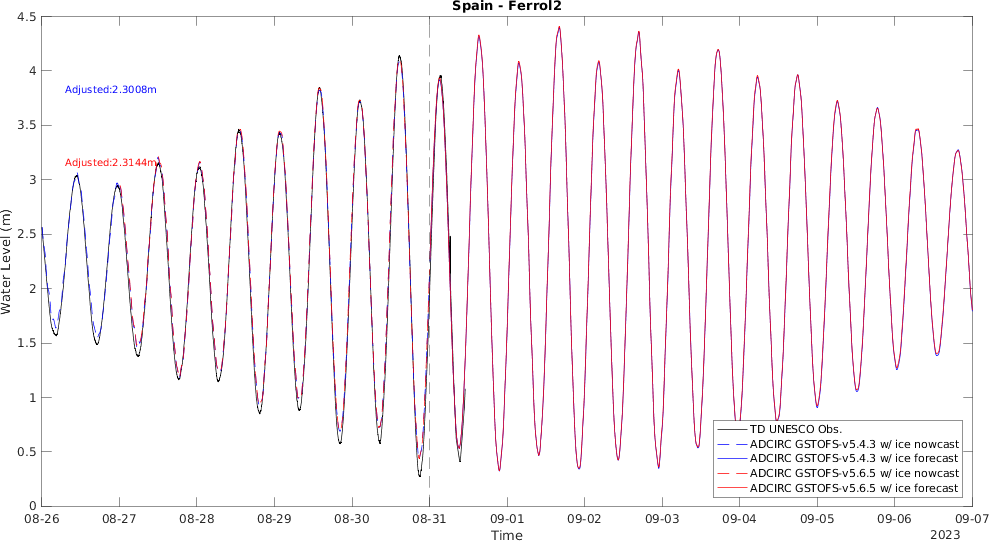 Spain - Ferrol2
4.5
4
3.5
3
2.5
2
1.5
1
0.5
0
Water Level (m)
Adjusted:2.3008m
Adjusted:2.3144m
TD UNESCO Obs.
ADCIRC GSTOFS-v5.4.3 w/ ice nowcast
ADCIRC GSTOFS-v5.4.3 w/ ice forecast
ADCIRC GSTOFS-v5.6.5 w/ ice nowcast
ADCIRC GSTOFS-v5.6.5 w/ ice forecast
08-26 08-27 08-28 08-29 08-30 08-31 09-01 09-02 09-03 09-04 09-05 09-06 09-07
Time
2023